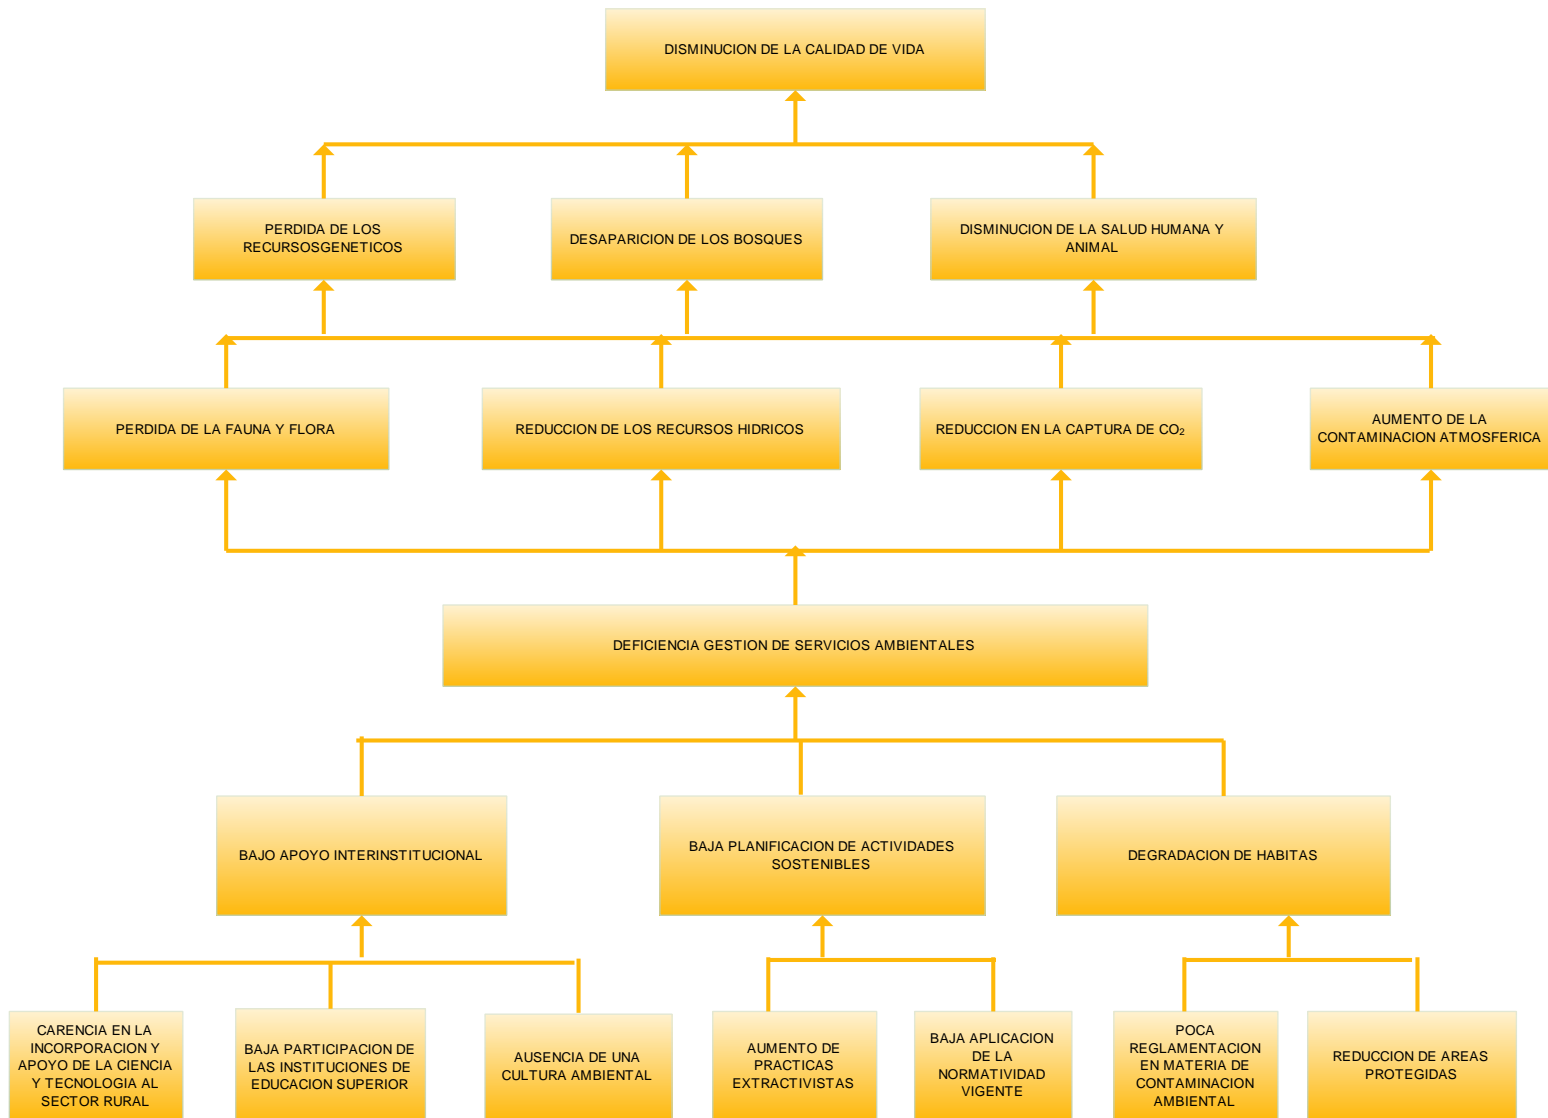 DISMINUCION DE LA CALIDAD DE VIDA
PERDIDA DE LOS
RECURSOSGENETICOS
DESAPARICION DE LOS BOSQUES
DISMINUCION DE LA SALUD HUMANA Y
ANIMAL
PERDIDA DE LA FAUNA Y FLORA
REDUCCION DE LOS RECURSOS HIDRICOS
REDUCCION EN LA CAPTURA DE CO₂
AUMENTO DE LA
CONTAMINACION ATMOSFERICA
DEFICIENCIA GESTION DE SERVICIOS AMBIENTALES
BAJO APOYO INTERINSTITUCIONAL
BAJA PLANIFICACION DE ACTIVIDADES
SOSTENIBLES
DEGRADACION DE HABITAS
CARENCIA EN LA
INCORPORACION Y
APOYO DE LA CIENCIA
Y TECNOLOGIA AL
SECTOR RURAL
BAJA PARTICIPACION DE
LAS INSTITUCIONES DE
EDUCACION SUPERIOR
AUSENCIA DE UNA
CULTURA AMBIENTAL
AUMENTO DE
PRACTICAS
EXTRACTIVISTAS
BAJA APLICACION
DE LA
NORMATIVIDAD
VIGENTE
POCA
REGLAMENTACION
EN MATERIA DE
CONTAMINACION
AMBIENTAL
REDUCCION DE AREAS
PROTEGIDAS